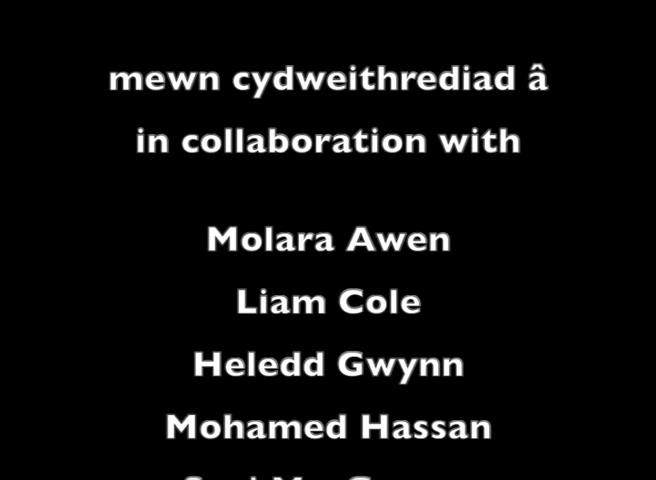 mewn cydweithrediad â
in collaboration with
Molara Awen
Liam Cole
Heledd Gwynn
Mohamed Hassan